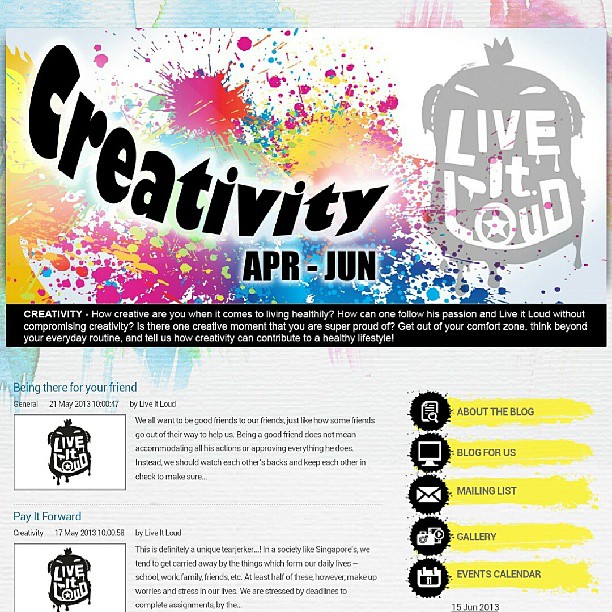 Creativity
APR - JUN
LIVE
It
LOUD
CREATIVITY - How creative are you when it comes to living healthily? How can one follow his passion and Live it Loud without
compromising creativity? Is there one creative moment that you are super proud of? Get out of your comfort zone, think beyond
your everyday routine, and tell us how creativity can contribute to a healthy lifestyle!
Being there for your friend
General 21 May 2013 10:00:47 by Live It Loud
LIVE
It
LOUD
We all want to be good friends to our friends, just like how some friends
go out of their way to help us. Being a good friend does not mean
accommodating all his actions or approving everything he does.
Instead, we should watch each other's backs and keep each other in
check to make sure...
Pay It Forward
Creativity 17 May 2013 10:00:58 by Live It Loud
LIVE
It
LOUD
This is definitely a unique tearjerker...! In a society like Singapore's, we
tend to get carried away by the things which form our daily lives –
school, work, family, friends, etc. At least half of these, however, make up
worries and stress in our lives. We are stressed by deadlines to
complete assignments, by the...
ABOUT THE BLOG
BLOG FOR US
MAILING LIST
GALLERY
EVENTS CALENDAR
15 Jun 2013